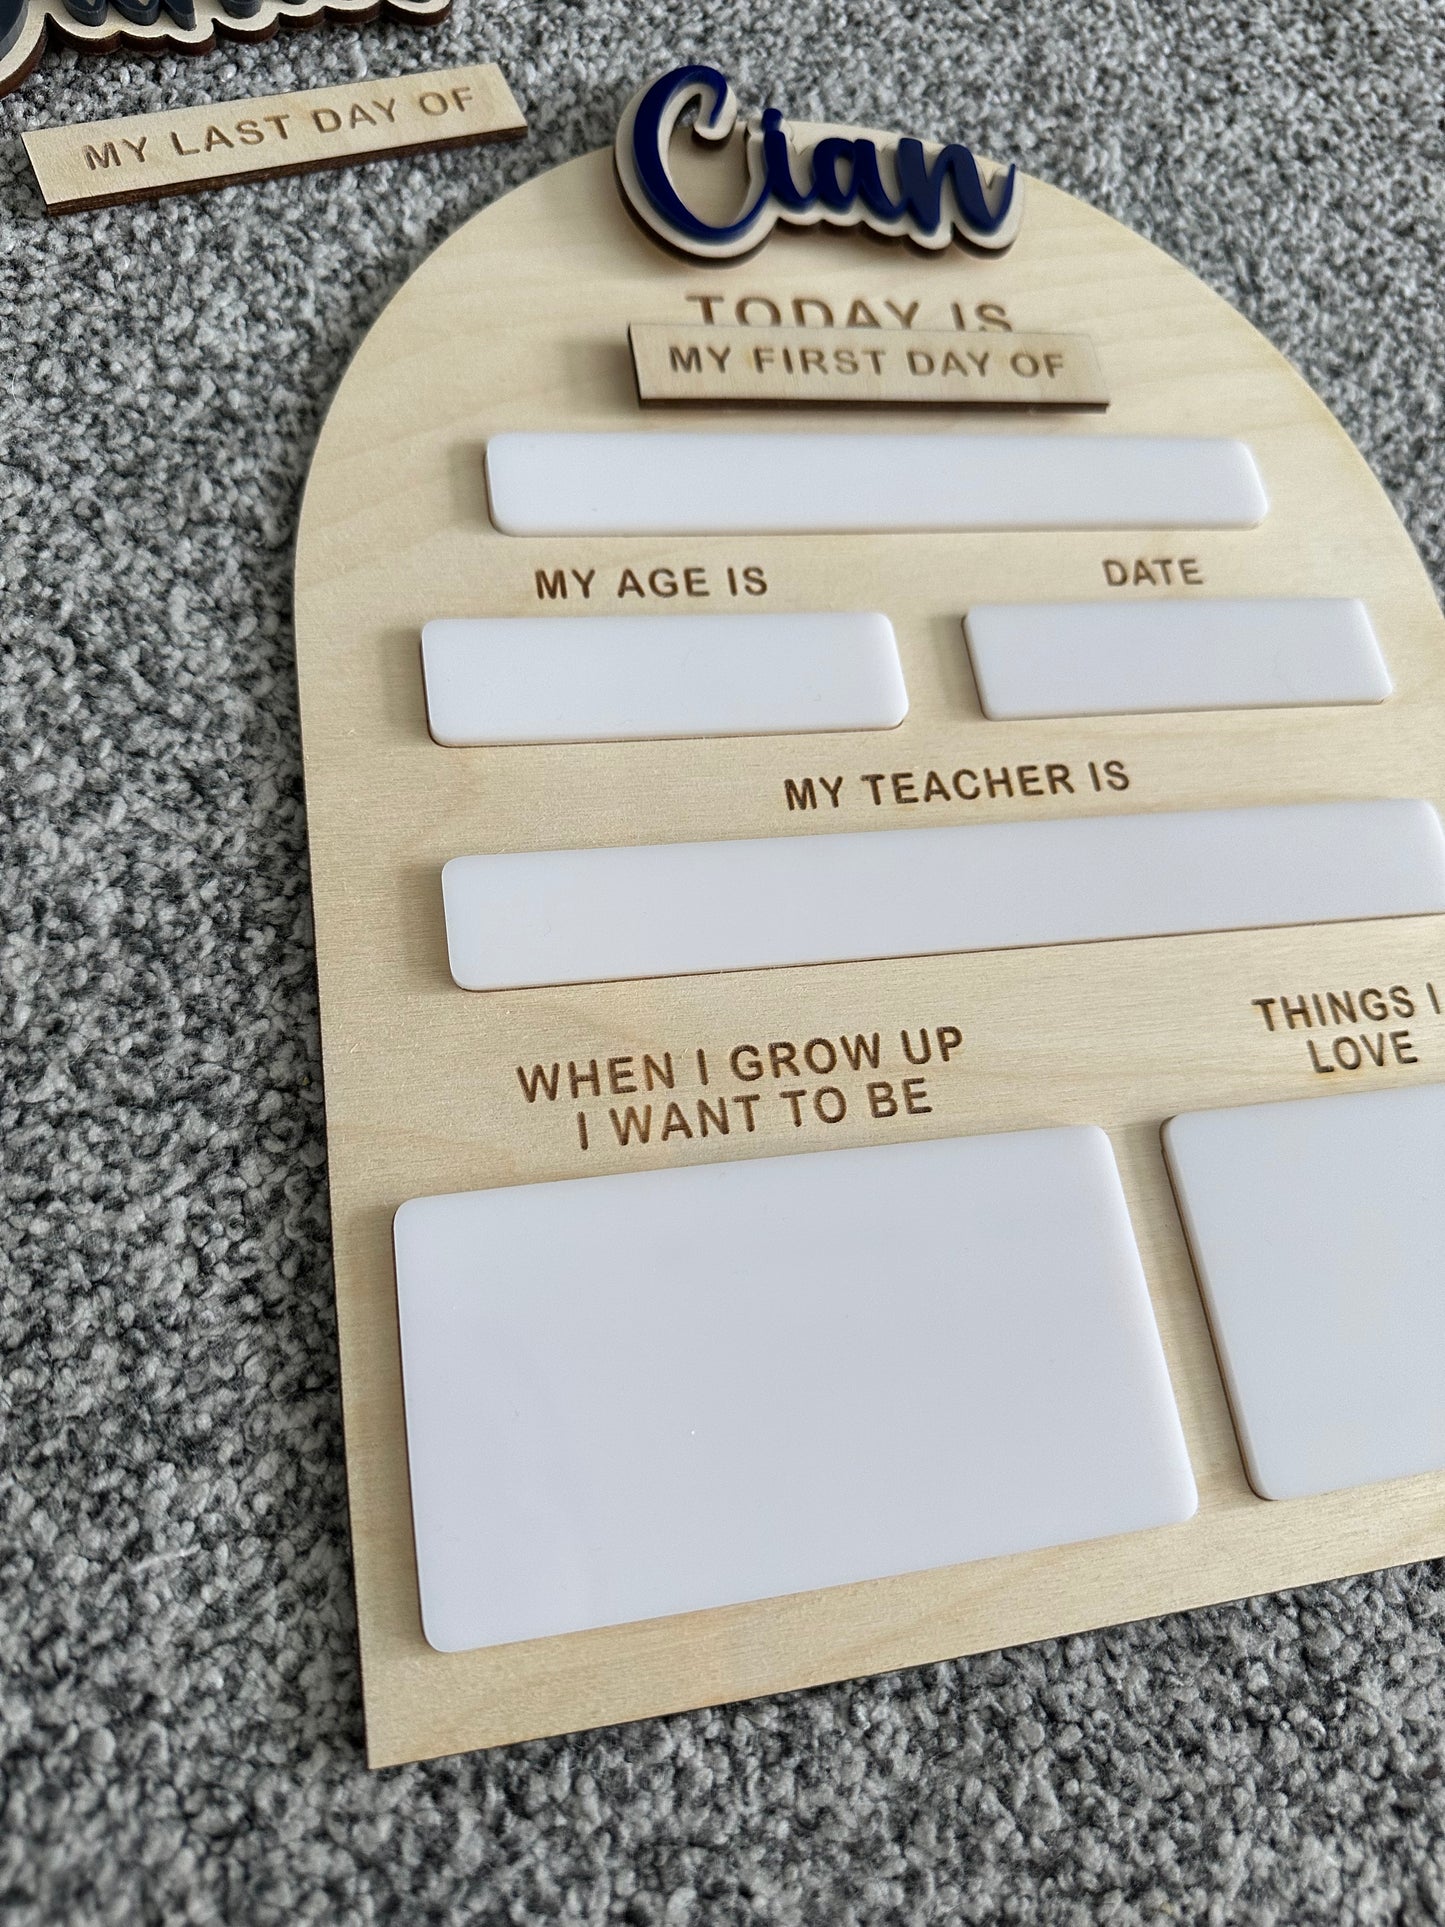 MY LAST DAY OF
Cian
TODAY IS
MY FIRST DAY OF
MY AGE IS
DATE
MY TEACHER IS
WHEN I GROW UP
I WANT TO BE
THINGS I
LOVE